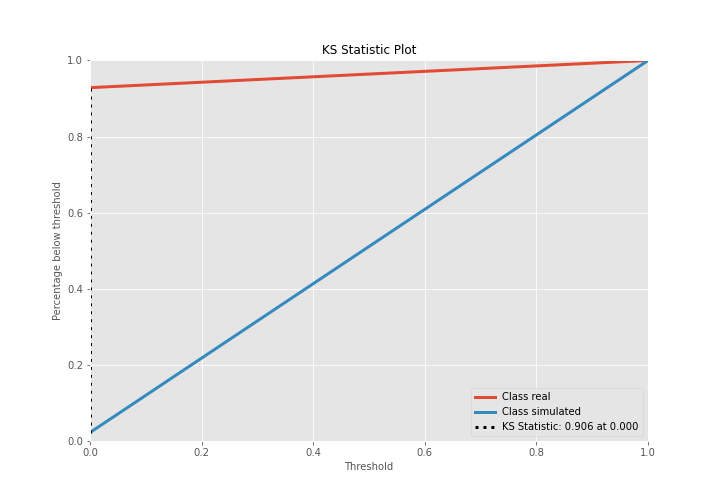 KS Statistic Plot
1.0
0.8
0.6
0.4
0.2
0.0
Percentage below threshold
0.0 0.2 0.4 0.6 0.8 1.0
Threshold
Class real
Class simulated
KS Statistic: 0.906 at 0.000